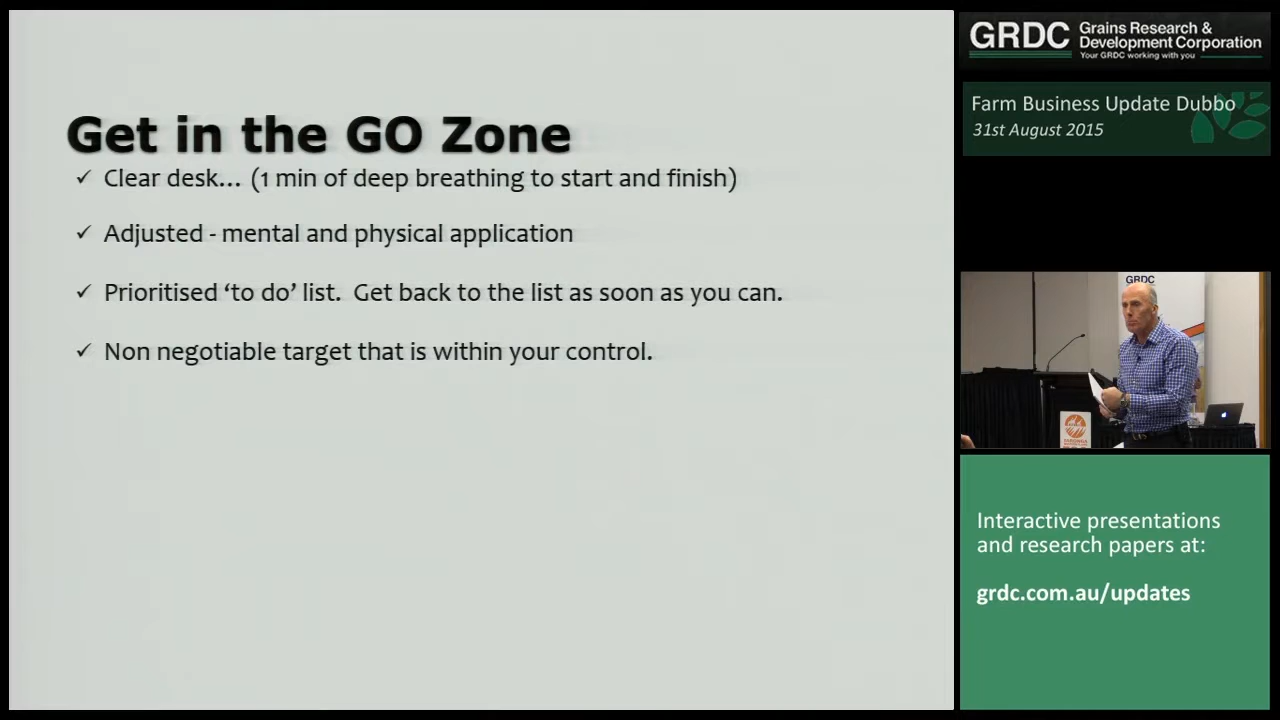 Get in the GO Zone
✓ Clear desk... (1 min of deep breathing to start and finish)
✓ Adjusted - mental and physical application
✓ Prioritised ‘to do’ list. Get back to the list as soon as you can.
✓ Non negotiable target that is within your control.
GRDC
Grains Research &
Development Corporation
Your GRDC working with you
Farm Business Update Dubbo
31st August 2015
GRDC
Interactive presentations
and research papers at:
grdc.com.au/updates